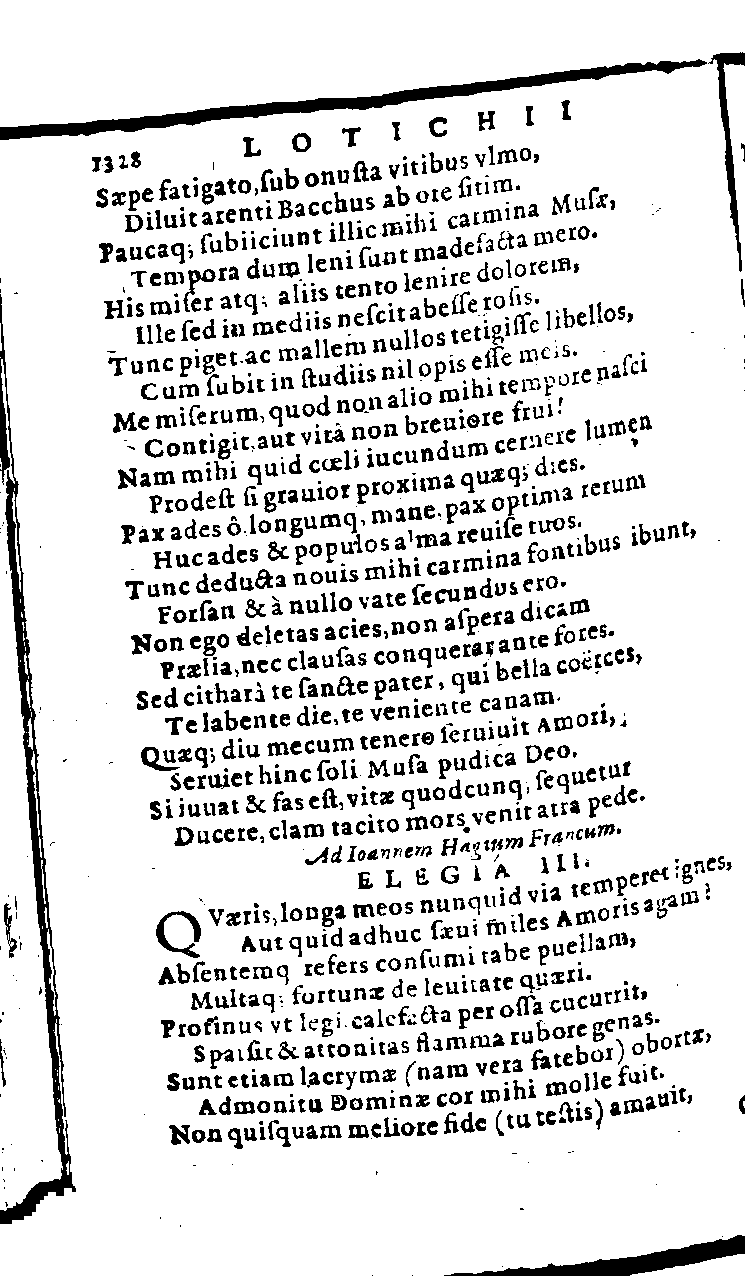 1328 LOTICHII
Sæpe fatigato, ſub onuſta vitibus vlmo,
Diluit arenti Bacchus ab ore ſitim.
Paucaq; ſubiiciunt illic mihi carmina Muſæ,
Tempora dum leni ſunt madefacta mero.
His miſer atq; aliis tento lenire dolorem,
Ille ſed in mediis neſcit abeſſe roſis.
Tunc piget. ac mallem nullos tetigiſſe libellos,
Cum ſubit in ſtudiis nil opis eſſe meis.
Me miſerum, quod non alio mihi tempore naſci
Contigit, aut vitâ non breuiore frui!
Nam mihi quid cœli iucundum cernere lumen
Prodeſt ſi grauior proxima quæq; dies.
Pax ades ô. longumq, mane. pax optima rerum
Huc ades & populos alma reuiſe tuos.
Tunc deducta nouis mihi carmina fontibus ibunt,
Forſan & à nullo vate ſecundus ero.
Non ego deletas acies, non aſpera dicam
Prælia, nec clauſas conquerar ante fores.
Sed citharâ te ſancte pater, qui bella coërces,
Te labente die, te veniente canam.
Quæq; diu mecum tenero ſeruiuit Amori,
Seruiet hinc ſoli Muſa pudica Deo.
Si iuuat & fas eſt, vitæ quodcunq; ſequetur
Ducere, clam tacito mors venit atra pede.
Ad Ioannem Hagium Francum.
ELEGIA III.
QVæris, longa meos nunquid via temperet ignes,
Aut quid adhuc ſæui miles Amoris agam?
Abſentemq refers conſumi tabe puellam,
Multaq; fortunæ de leuitate quæri.
Protinus vt legi. calefacta per oſſa cucurrit,
Sparſit & attonitas flamma rubore genas.
Sunt etiam lacrymæ (nam vera fatebor) obortæ,
Admonitu Dominæ cor mihi molle fuit.
Non quiſquam meliore fide (tu teſtis) amauit,